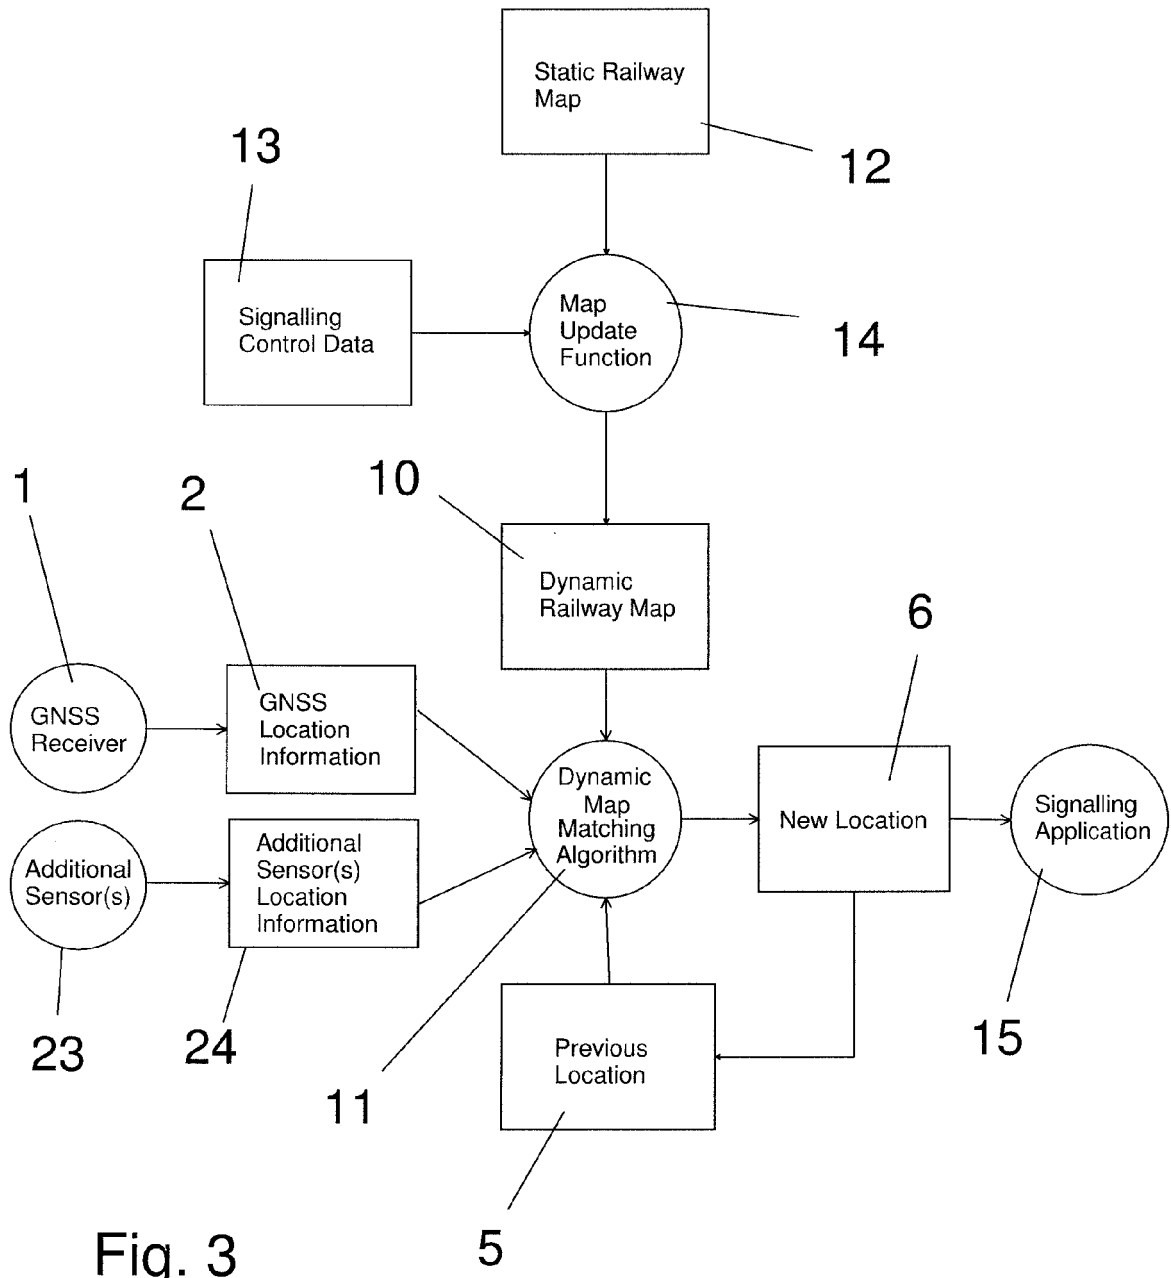 Static Railway
Map
12
13
Signalling
Control Data
Map
Update
Function
14
10
Dynamic
Railway Map
1
2
GNSS
Receiver
GNSS
Location
Information
6
Dynamic
Map
Matching
Algorithm
New Location
Signalling
Application
Additional
Sensor(s)
Additional
Sensor(s)
Location
Information
23
24
11
15
Previous
Location
5
Fig. 3